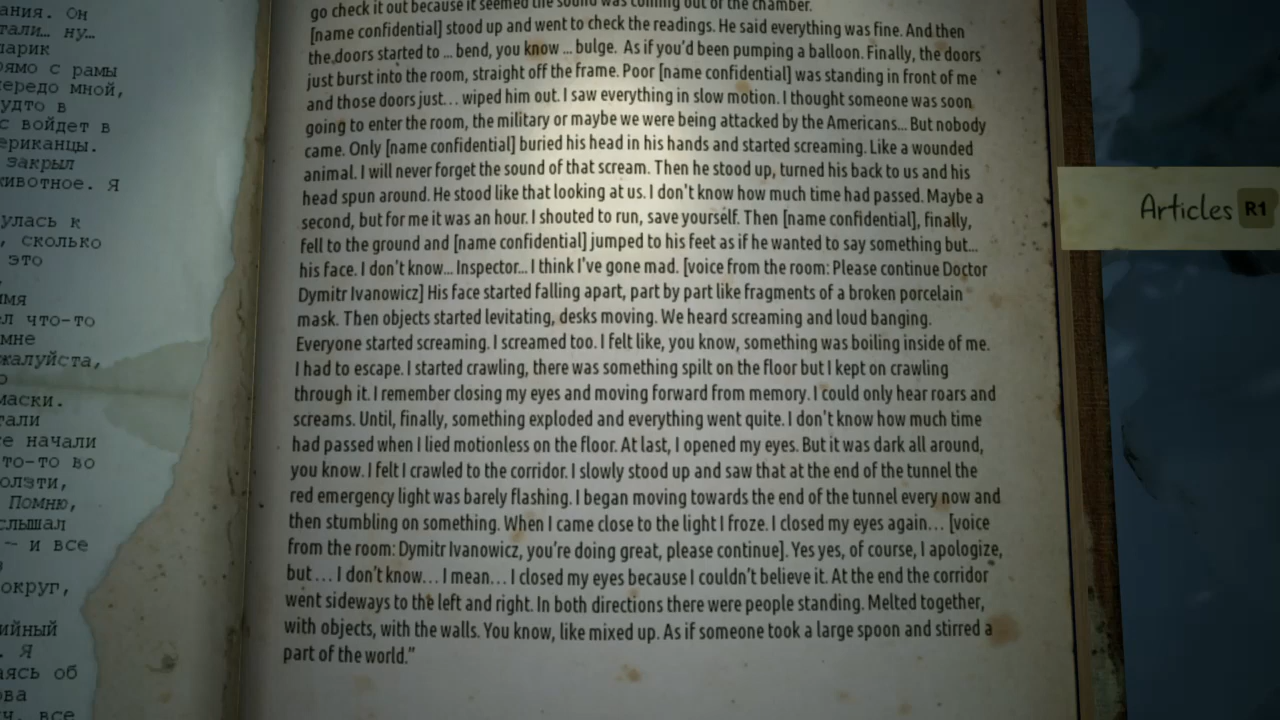 ания. Он
тали… ну…
шарик
рямо с рамы
передо мной,
будто в
с войдет в
ериканцы.
закрыл
животное. Я
нулась к
, сколько
это
имя
л что-то
мне
жалуйста,
маски.
тали
се начали
то-то во
олзти,
Помню,
слышал
— и все
округ,
ийный
. Я
аясь об
ова
все
go check it out because it seemed the sound was coming out of the chamber.
[name confidential] stood up and went to check the readings. He said everything was fine. And then
the doors started to ... bend, you know ... bulge. As if you'd been pumping a balloon. Finally, the doors
just burst into the room, straight off the frame. Poor [name confidential] was standing in front of me
and those doors just... wiped him out. I saw everything in slow motion. I thought someone was soon
going to enter the room, the military or maybe we were being attacked by the Americans... But nobody
came. Only [name confidential] buried his head in his hands and started screaming. Like a wounded
animal. I will never forget the sound of that scream. Then he stood up, turned his back to us and his
head spun around. He stood like that looking at us. I don't know how much time had passed. Maybe a
second, but for me it was an hour. I shouted to run, save yourself. Then [name confidential], finally,
fell to the ground and [name confidential] jumped to his feet as if he wanted to say something but...
his face. I don't know... Inspector... I think I've gone mad. [voice from the room: Please continue Doctor
Dymitr Ivanowicz] His face started falling apart, part by part like fragments of a broken porcelain
mask. Then objects started levitating, desks moving. We heard screaming and loud banging.
Everyone started screaming. I screamed too. I felt like, you know, something was boiling inside of me.
I had to escape. I started crawling, there was something spilt on the floor but I kept on crawling
through it. I remember closing my eyes and moving forward from memory. I could only hear roars and
screams. Until, finally, something exploded and everything went quite. I don't know how much time
had passed when I lied motionless on the floor. At last, I opened my eyes. But it was dark all around,
you know. I felt I crawled to the corridor. I slowly stood up and saw that at the end of the tunnel the
red emergency light was barely flashing. I began moving towards the end of the tunnel every now and
then stumbling on something. When I came close to the light I froze. I closed my eyes again... [voice
from the room: Dymitr Ivanowicz, you're doing great, please continue]. Yes yes, of course, I apologize,
but ... I don't know... I mean... I closed my eyes because I couldn't believe it. At the end the corridor
went sideways to the left and right. In both directions there were people standing. Melted together,
with objects, with the walls. You know, like mixed up. As if someone took a large spoon and stirred a
part of the world."
Articles R1